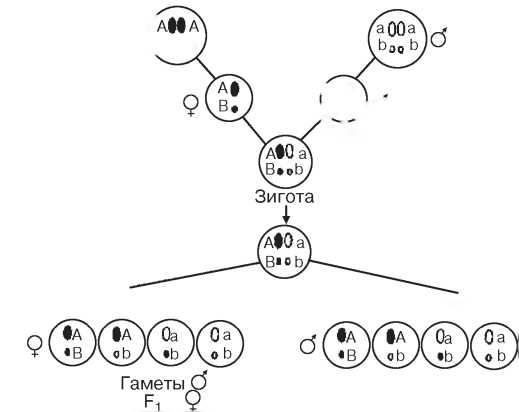 A A
a a
b b ♂
♀ A
B
A a
B b
Зигота
A a
B b
♀ A A a a
B b b b
♂ A A a a
B b b b
Гаметы ♂
F₁ ♀